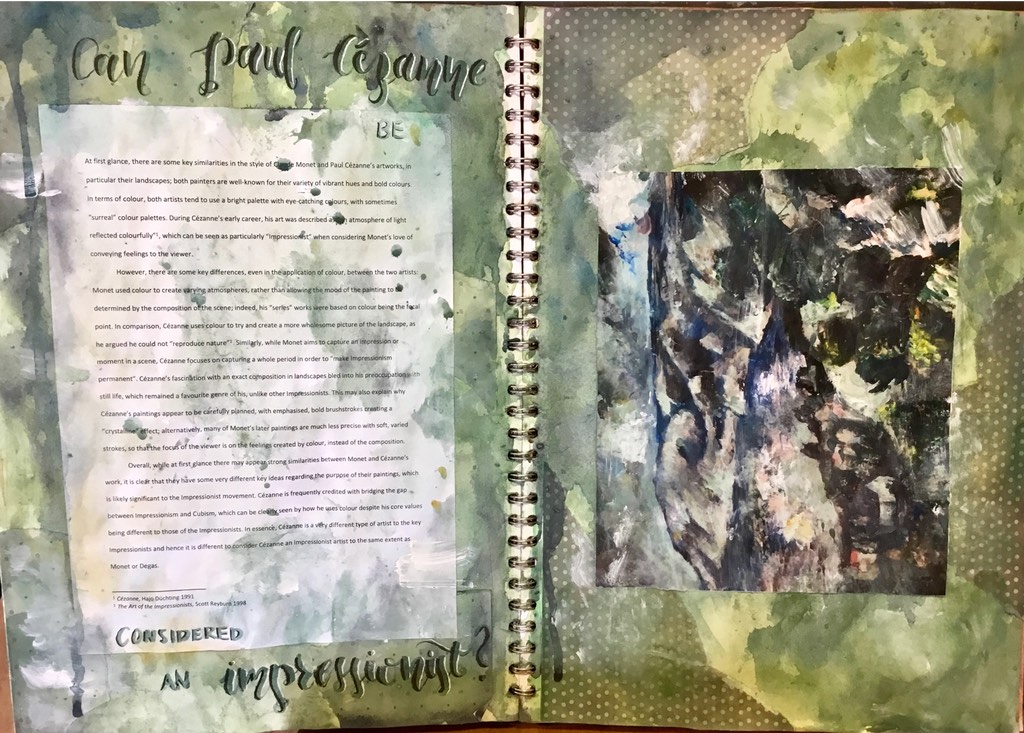 Can Paul Cézanne
BE
At first glance, there are some key similarities in the style of Claude Monet and Paul Cézanne's artworks, in
particular their landscapes; both painters are well-known for their variety of vibrant hues and bold colours.
In terms of colour, both artists tend to use a bright palette with eye-catching colours, with sometimes
"surreal" colour palettes. During Cézanne's early career, his art was described as "an atmosphere of light
reflected colourfully"¹, which can be seen as particularly "Impressionist" when considering Monet's love of
conveying feelings to the viewer.
However, there are some key differences, even in the application of colour, between the two artists:
Monet used colour to create varying atmospheres, rather than allowing the mood of the painting to be
determined by the composition of the scene; indeed, his "series" works were based on colour being the focal
point. In comparison, Cézanne uses colour to try and create a more wholesome picture of the landscape, as
he argued he could not "reproduce nature"². Similarly, while Monet aims to capture an impression or
moment in a scene, Cézanne focuses on capturing a whole period in order to "make Impressionism
permanent". Cézanne's fascination with an exact composition in landscapes bled into his preoccupation with
still life, which remained a favourite genre of his, unlike other Impressionists. This may also explain why
Cézanne's paintings appear to be carefully planned, with emphasised, bold brushstrokes creating a
"crystalline" effect; alternatively, many of Monet's later paintings are much less precise with soft, varied
strokes, so that the focus of the viewer is on the feelings created by colour, instead of the composition.
Overall, while at first glance there may appear strong similarities between Monet and Cézanne's
work, it is clear that they have some very different key ideas regarding the purpose of their paintings, which
is likely significant to the Impressionist movement. Cézanne is frequently credited with bridging the gap
between Impressionism and Cubism, which can be clearly seen by how he uses colour despite his core values
being different to those of the Impressionists. In essence, Cézanne is a very different type of artist to the key
Impressionists and hence it is different to consider Cézanne an Impressionist artist to the same extent as
Monet or Degas.
¹ Cézanne, Hajo Düchting 1991
² The Art of the Impressionists, Scott Reyburn 1998
CONSIDERED
AN impressionist?